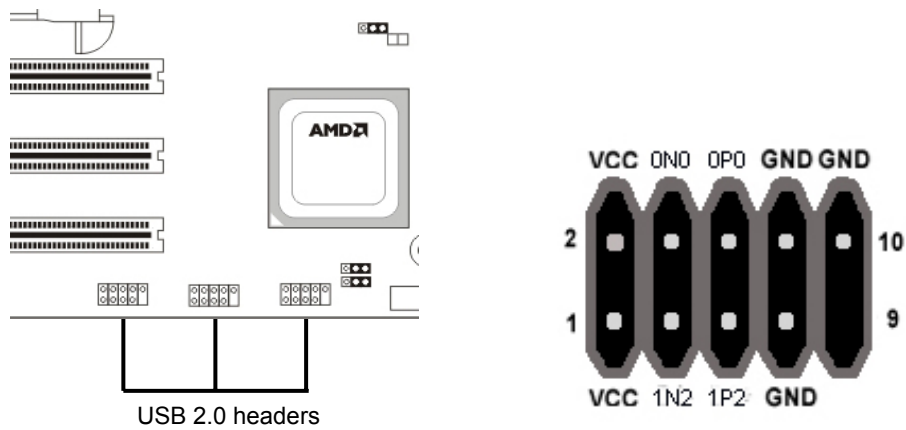 AMD
VCC 0N0 0P0 GND GND
2
10
1
9
VCC 1N2 1P2 GND
USB 2.0 headers